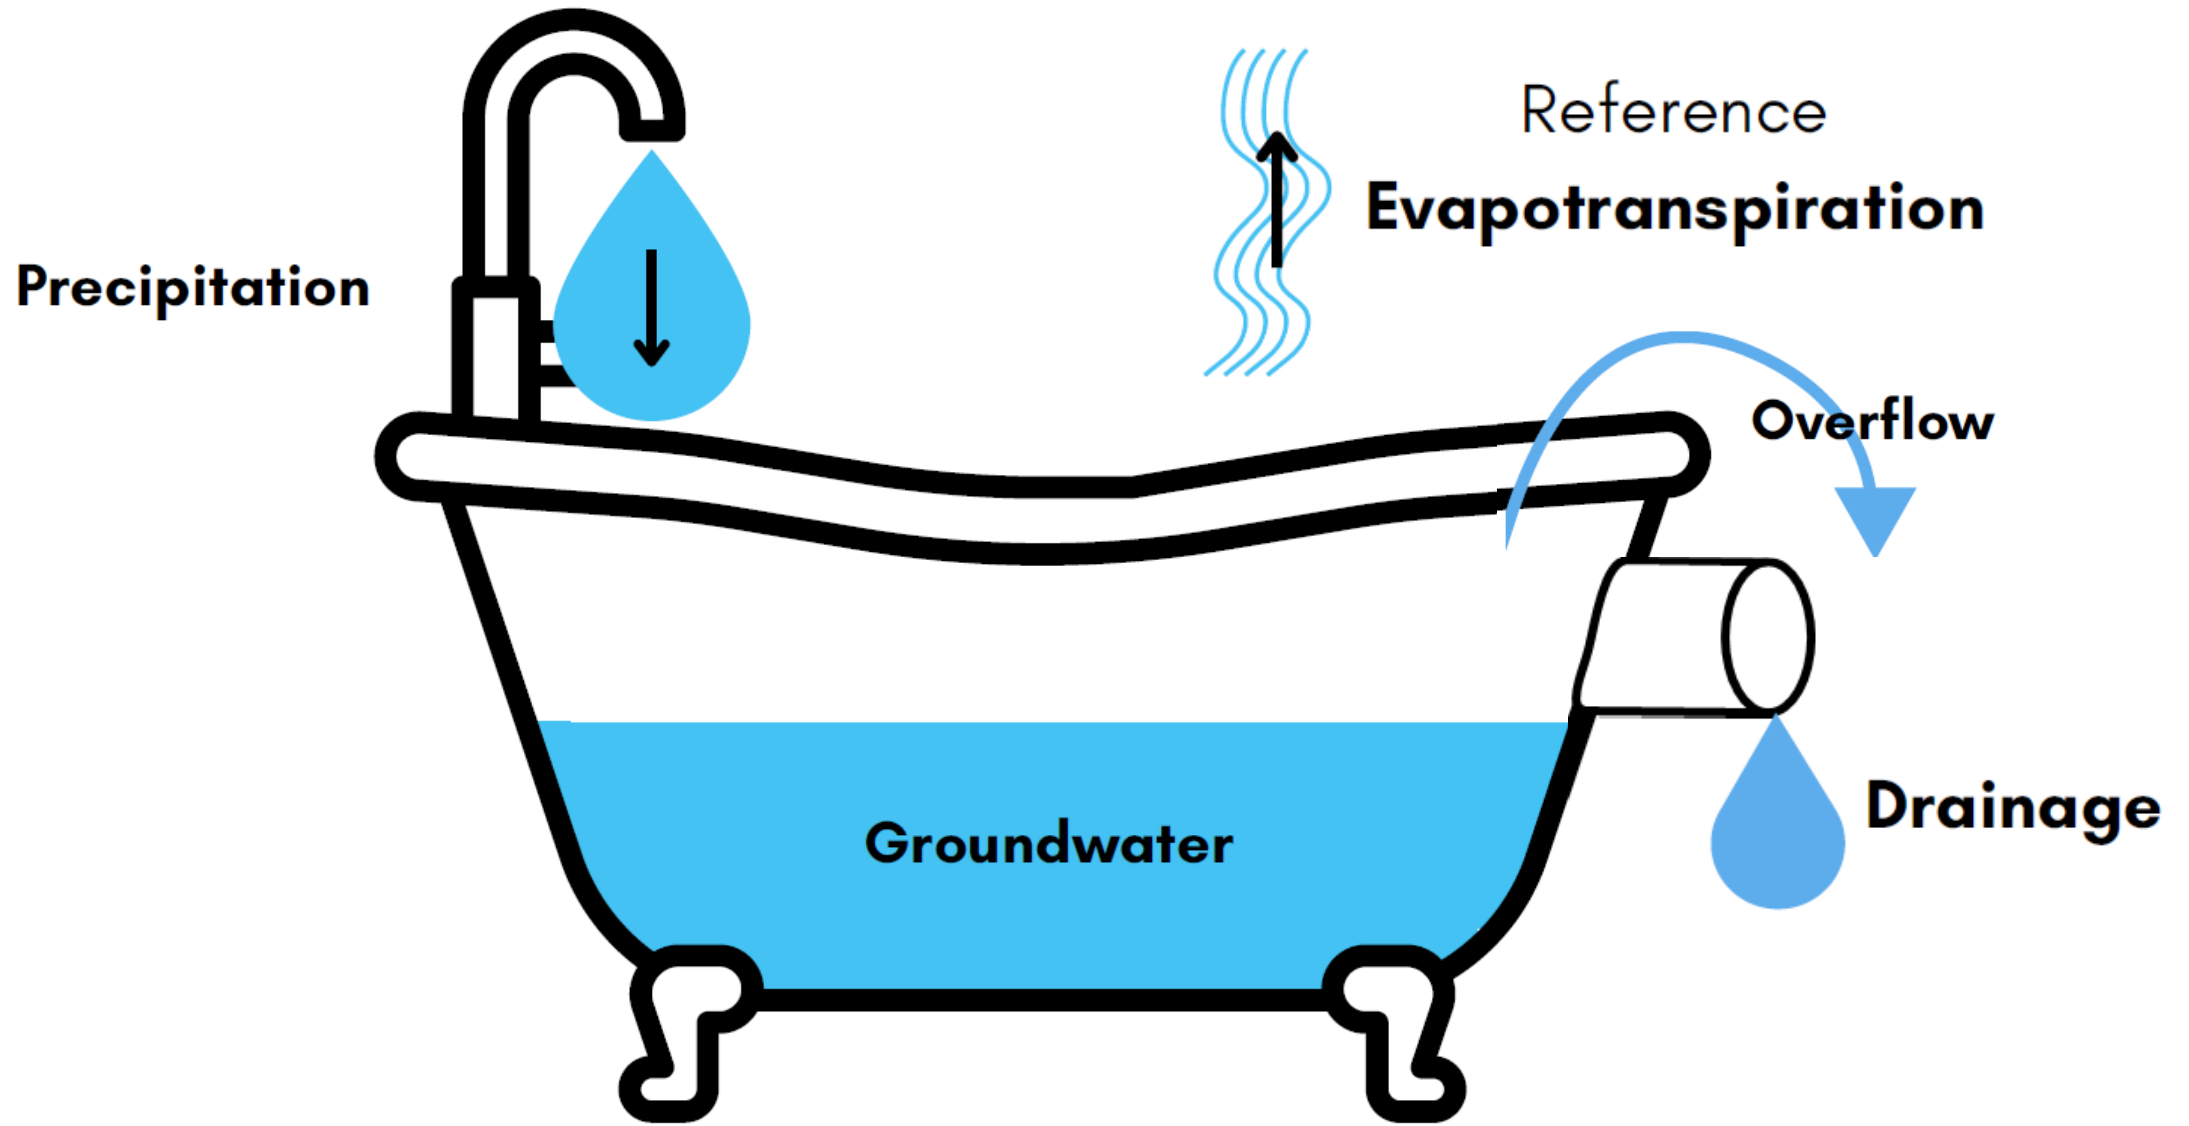 Reference
Evapotranspiration
Precipitation
Overflow
Drainage
Groundwater